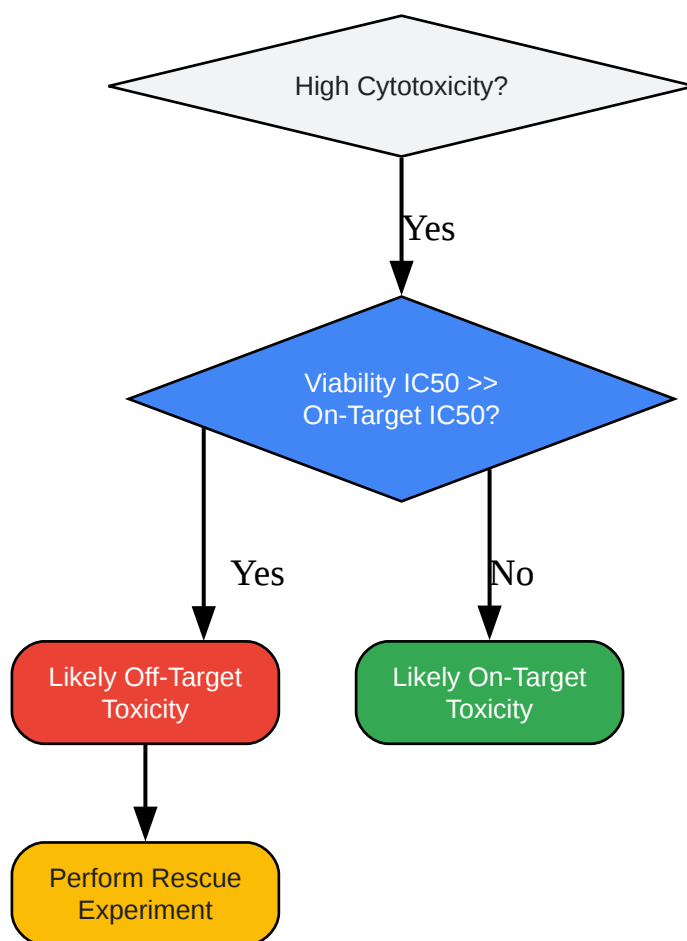 High Cytotoxicity?
Yes
Viability IC50 >>
On-Target IC50?
Yes
No
Likely Off-Target
Toxicity
Likely On-Target
Toxicity
Perform Rescue
Experiment